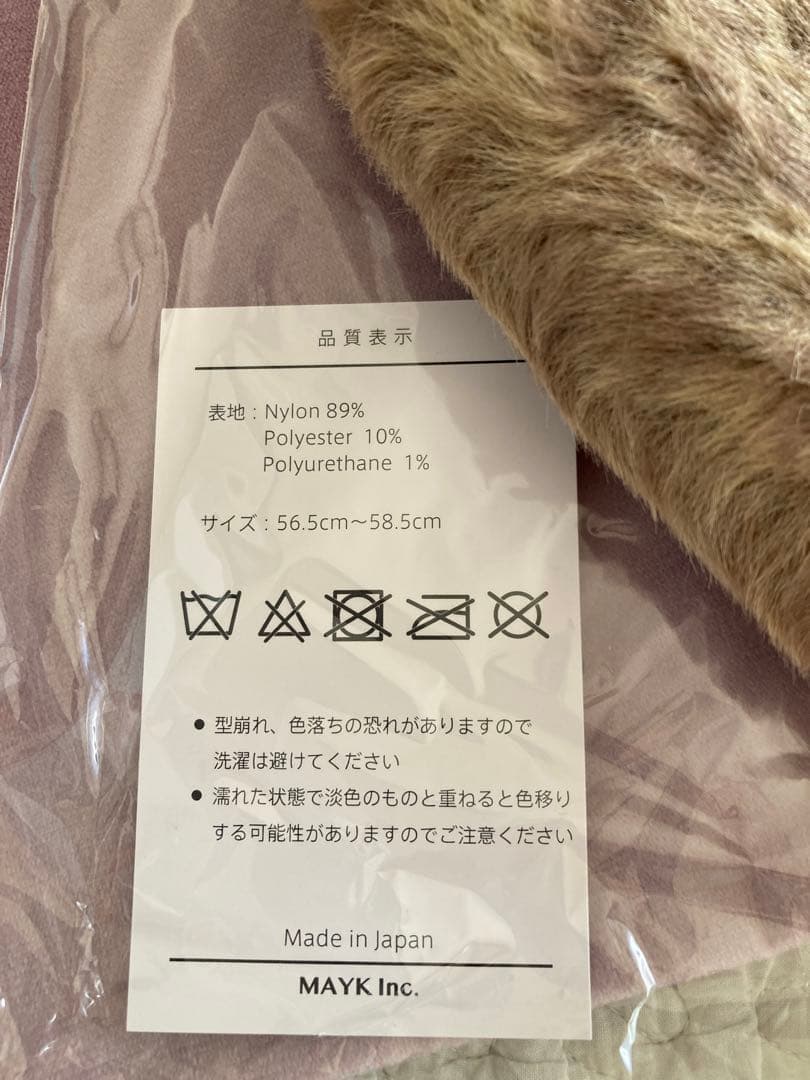 品質表示
表地 : Nylon 89%
Polyester 10%
Polyurethane 1%
サイズ : 56.5cm～58.5cm
● 型崩れ、色落ちの恐れがありますので
洗濯は避けてください
● 濡れた状態で淡色のものと重ねると色移り
する可能性がありますのでご注意ください
Made in Japan
MAYK Inc.